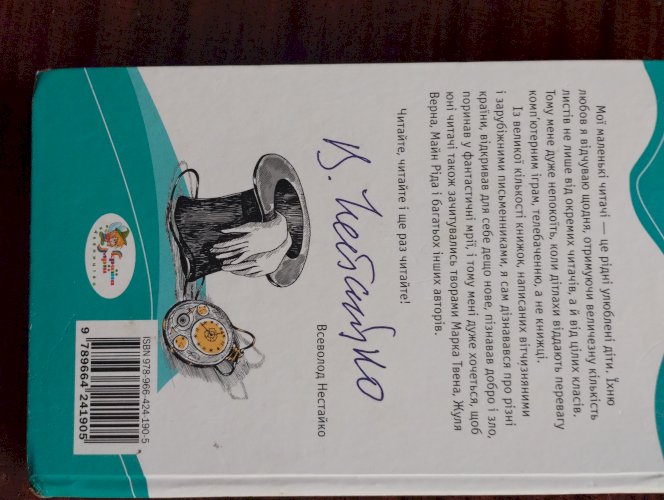 Мої маленькі читачі — це рідні улюблені діти. Їхню
любов я відчуваю щодня, отримуючи величезну кількість
листів не лише від окремих читачів, а й від цілих класів.
Тому мене дуже непокоїть, коли дітлахи віддають перевагу
комп'ютерним іграм, телебаченню, а не книжці.
Із великої кількості книжок, написаних вітчизняними
і зарубіжними письменниками, я сам дізнавався про різні
країни, відкривав для себе дещо нове, пізнавав добро і зло,
поринав у фантастичні мрії, і тому мені дуже хочеться, щоб
юні читачі також зачитувались творами Марка Твена, Жуля
Верна, Майн Ріда і багатьох інших авторів.
Читайте, читайте і ще раз читайте!
В. Нестайко
Всеволод Нестайко
ISBN 978-966-424-190-5
9 789664 241905